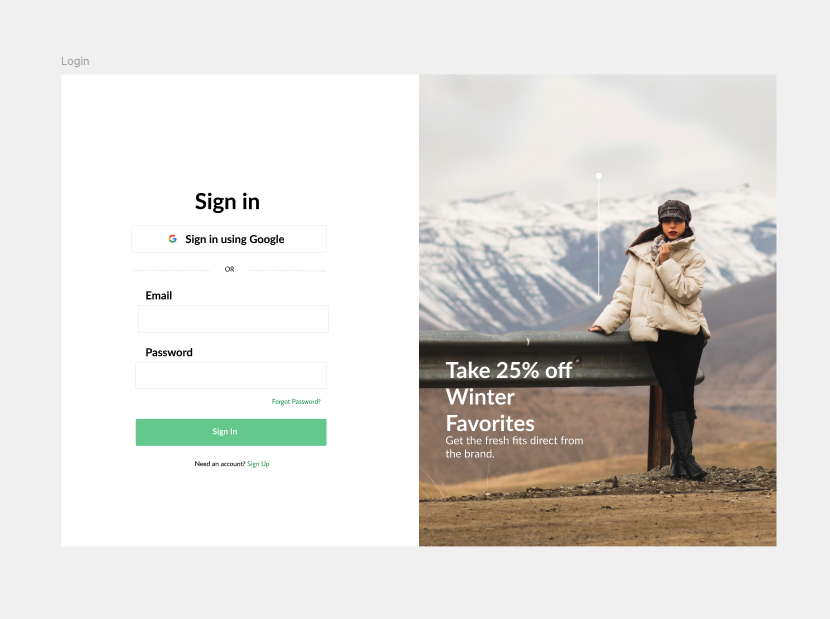 Login
Sign in
Sign in using Google
OR
Email
Password
Forgot Password?
Sign In
Need an account? Sign Up
Take 25% off
Winter
Favorites
Get the fresh fits direct from
the brand.